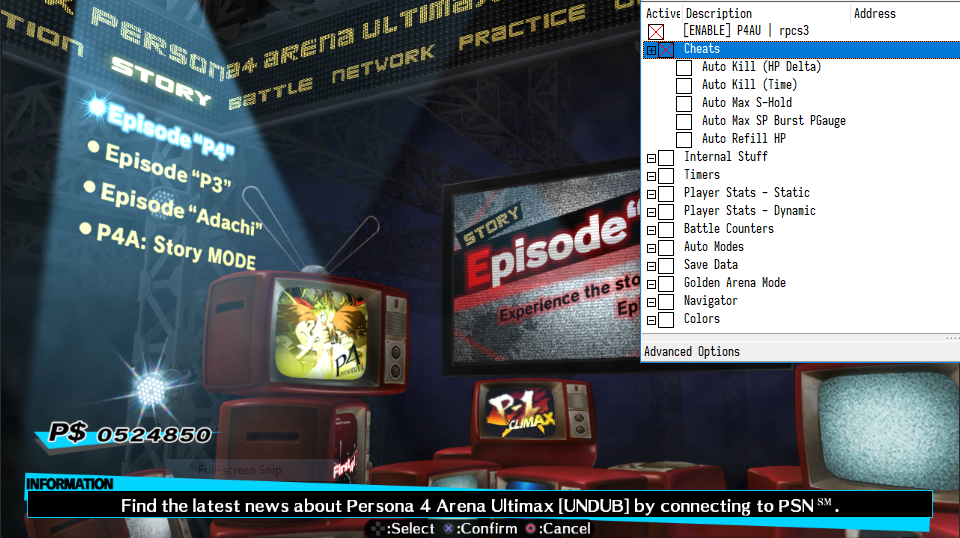 PERSONA4 arena ULTIMAX
TION
STORY
BATTLE
NETWORK
PRACTICE
Episode "P4"
Episode "P3"
Episode "Adachi"
P4A: Story MODE
STORY
Episode "
Experience the sto
Ep
P4
P-1
CLIMAX
P$ 0524850
Full-screen Snip
INFORMATION
Find the latest news about Persona 4 Arena Ultimax [UNDUB] by connecting to PSN℠.
:Select :Confirm :Cancel
Active Description Address
[ENABLE] P4AU | rpcs3
Cheats
Auto Kill (HP Delta)
Auto Kill (Time)
Auto Max S-Hold
Auto Max SP Burst PGauge
Auto Refill HP
Internal Stuff
Timers
Player Stats - Static
Player Stats - Dynamic
Battle Counters
Auto Modes
Save Data
Golden Arena Mode
Navigator
Colors
Advanced Options